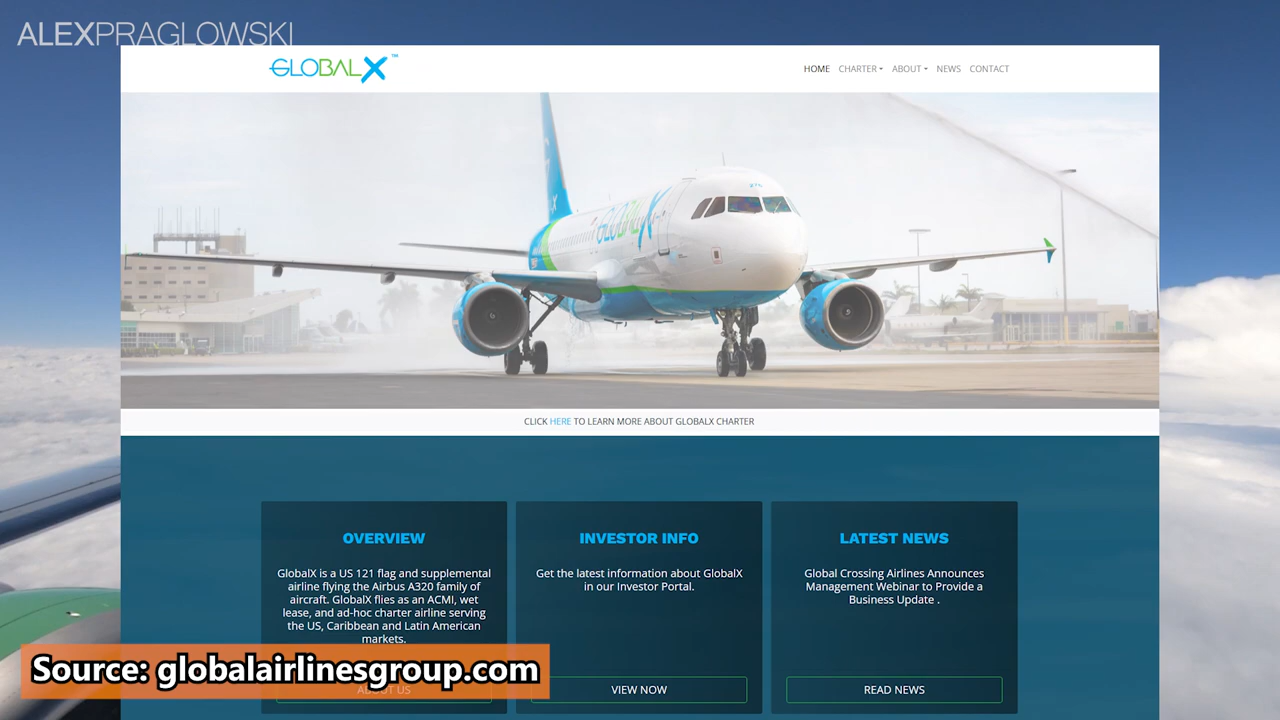 ALEXPRAGLOWSKI
GLOBALX™
HOME CHARTER ABOUT NEWS CONTACT
GLOBALX
CLICK HERE TO LEARN MORE ABOUT GLOBALX CHARTER
OVERVIEW
GlobalX is a US 121 flag and supplemental
airline flying the Airbus A320 family of
aircraft. GlobalX flies as an ACMI, wet
lease, and ad-hoc charter airline serving
the US, Caribbean and Latin American
markets.
ABOUT US
INVESTOR INFO
Get the latest information about GlobalX
in our Investor Portal.
VIEW NOW
LATEST NEWS
Global Crossing Airlines Announces
Management Webinar to Provide a
Business Update .
READ NEWS
Source: globalairlinesgroup.com